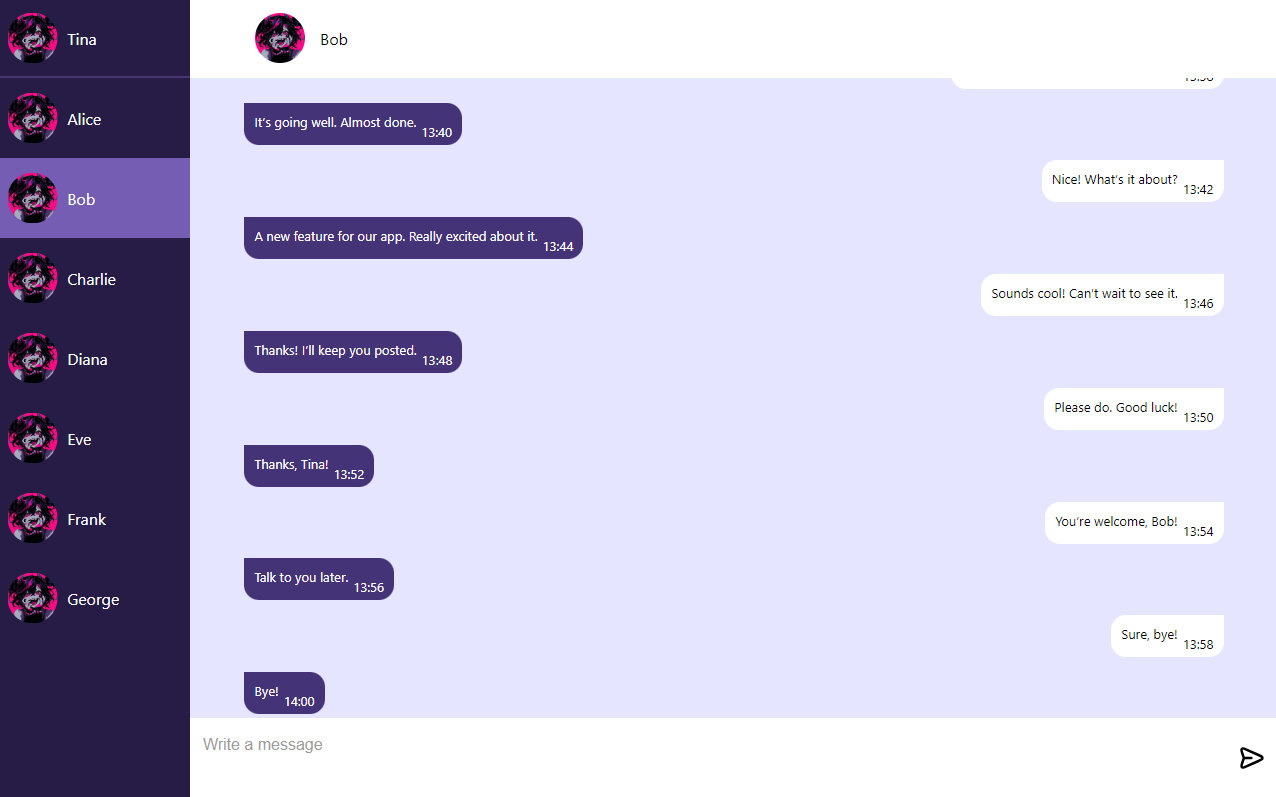 Tina
Alice
Bob
Charlie
Diana
Eve
Frank
George
Bob
It's going well. Almost done. 13:40
Nice! What's it about? 13:42
A new feature for our app. Really excited about it. 13:44
Sounds cool! Can't wait to see it. 13:46
Thanks! I'll keep you posted. 13:48
Please do. Good luck! 13:50
Thanks, Tina! 13:52
You're welcome, Bob! 13:54
Talk to you later. 13:56
Sure, bye! 13:58
Bye! 14:00
Write a message